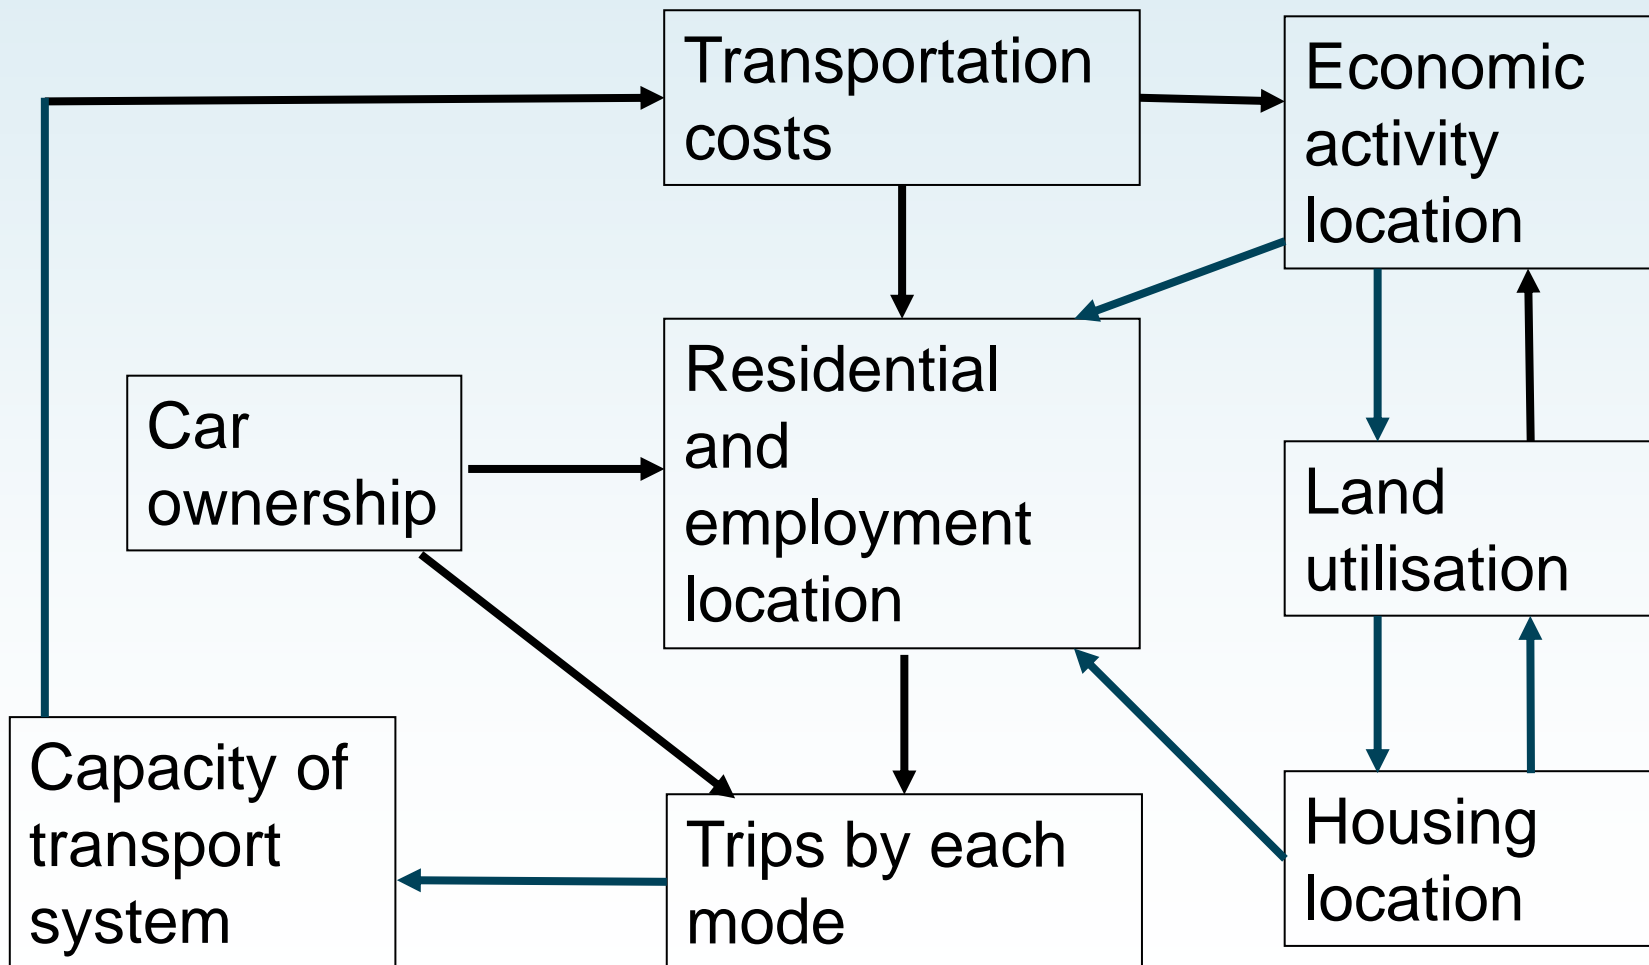 Transportation
costs
Economic
activity
location
Car
ownership
Residential
and
employment
location
Land
utilisation
Capacity of
transport
system
Trips by each
mode
Housing
location